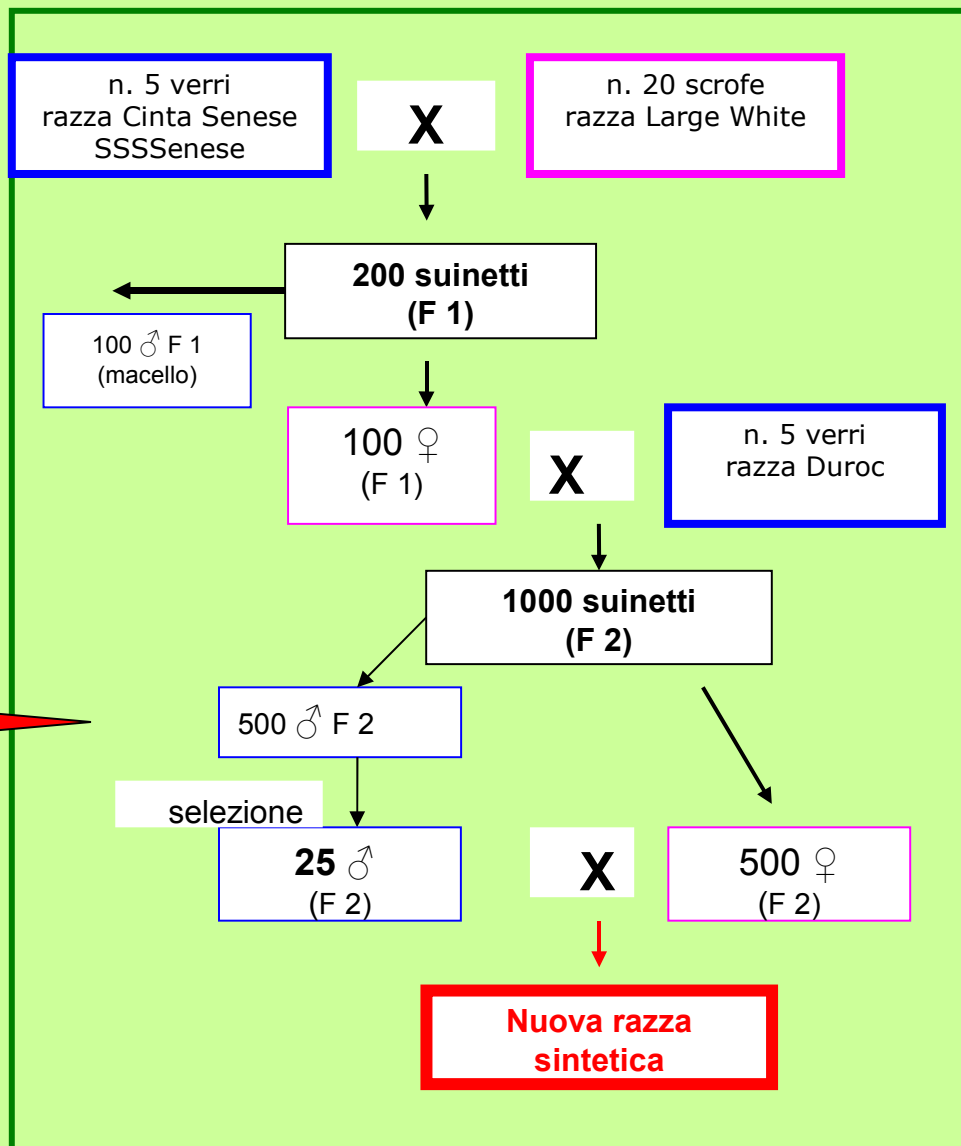 n. 5 verri
razza Cinta Senese
SSSSenese
X
n. 20 scrofe
razza Large White
200 suinetti
(F 1)
100 ♂ F 1
(macello)
100 ♀
(F 1)
X
n. 5 verri
razza Duroc
1000 suinetti
(F 2)
500 ♂ F 2
selezione
25 ♂
(F 2)
X
500 ♀
(F 2)
Nuova razza
sintetica